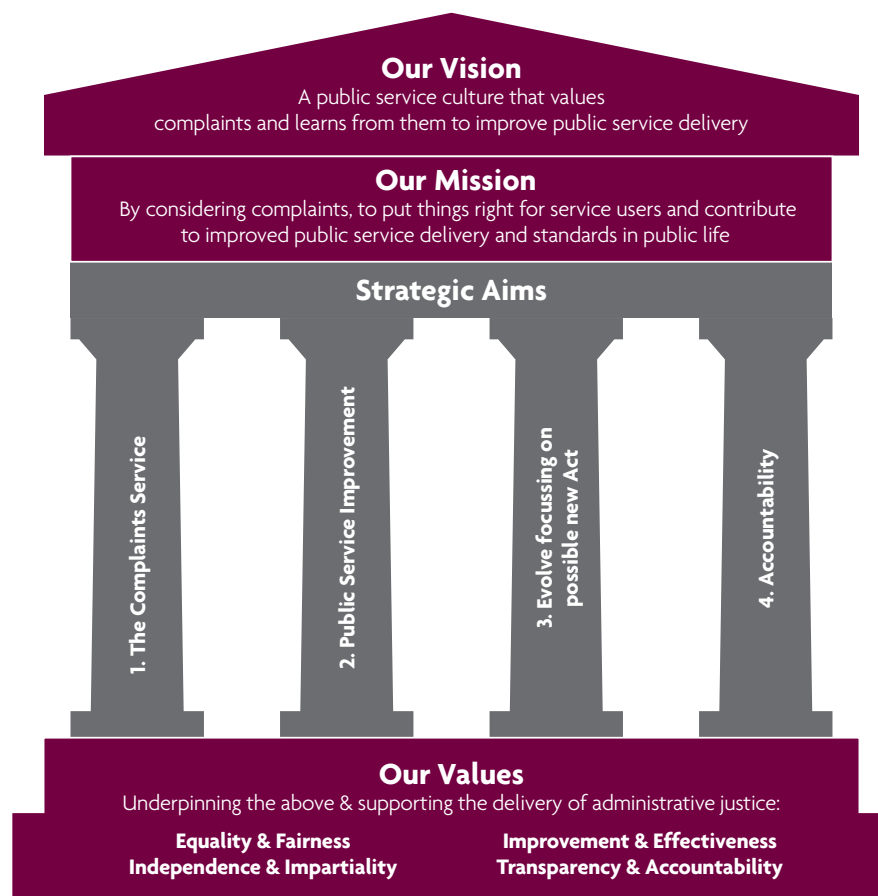 Our Vision
A public service culture that values
complaints and learns from them to improve public service delivery
Our Mission
By considering complaints, to put things right for service users and contribute
to improved public service delivery and standards in public life
Strategic Aims
1. The Complaints Service
2. Public Service Improvement
3. Evolve focussing on
possible new Act
4. Accountability
Our Values
Underpinning the above & supporting the delivery of administrative justice:
Equality & Fairness
Independence & Impartiality
Improvement & Effectiveness
Transparency & Accountability